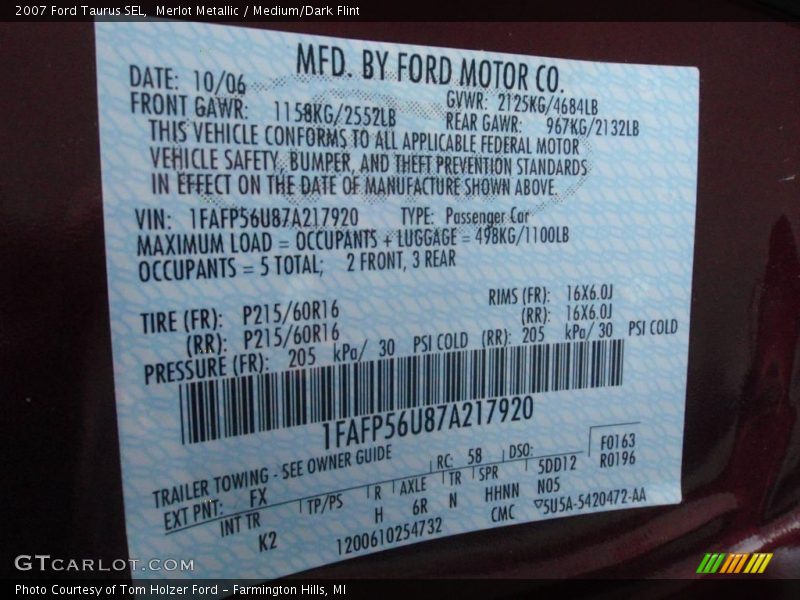 2007 Ford Taurus SEL, Merlot Metallic / Medium/Dark Flint
MFD. BY FORD MOTOR CO.
DATE: 10/06 GVWR: 2125KG/4684LB
FRONT GAWR: 1158KG/2552LB REAR GAWR: 967KG/2132LB
THIS VEHICLE CONFORMS TO ALL APPLICABLE FEDERAL MOTOR
VEHICLE SAFETY, BUMPER, AND THEFT PREVENTION STANDARDS
IN EFFECT ON THE DATE OF MANUFACTURE SHOWN ABOVE.
VIN: 1FAFP56U87A217920 TYPE: Passenger Car
MAXIMUM LOAD = OCCUPANTS + LUGGAGE = 498KG/1100LB
OCCUPANTS = 5 TOTAL; 2 FRONT, 3 REAR
TIRE (FR): P215/60R16 RIMS (FR): 16X6.0J
(RR): P215/60R16 (RR): 16X6.0J
PRESSURE (FR): 205 kPa/ 30 PSI COLD (RR): 205 kPa/ 30 PSI COLD
1FAFP56U87A217920
TRAILER TOWING - SEE OWNER GUIDE RC: 58 DSO: F0163
EXT PNT: FX 5DD12 R0196
INT TR TP/PS R AXLE TR SPR N05
K2 H 6R N HHNN
1200610254732 CMC ▽5U5A-5420472-AA
GTCARLOT.COM
Photo Courtesy of Tom Holzer Ford – Farmington Hills, MI